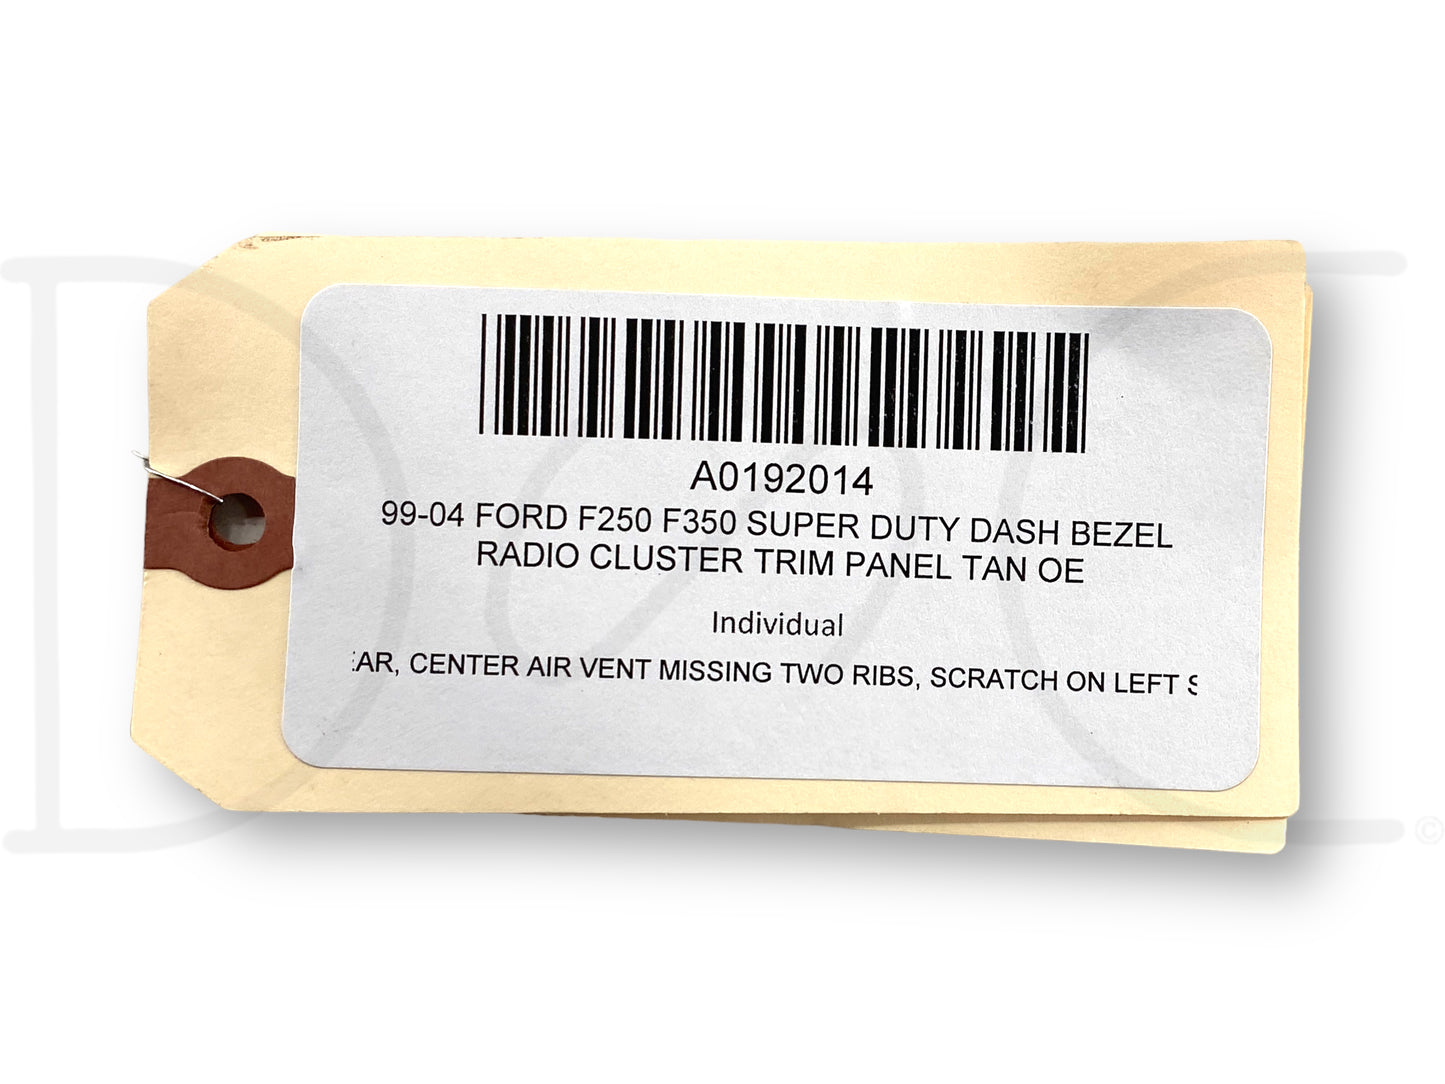 A0192014
99-04 FORD F250 F350 SUPER DUTY DASH BEZEL
RADIO CLUSTER TRIM PANEL TAN OE
Individual
CENTER AIR VENT MISSING TWO RIBS, SCRATCH ON LEFT
©